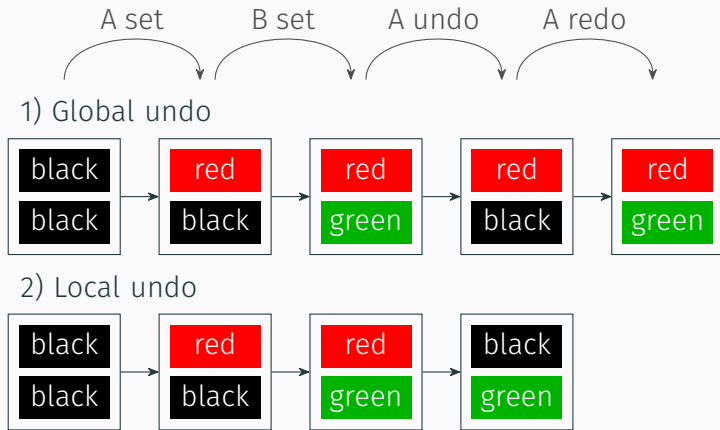 A set B set A undo A redo
1) Global undo
black red red red red
black black green black green
2) Local undo
black red red black
black black green green